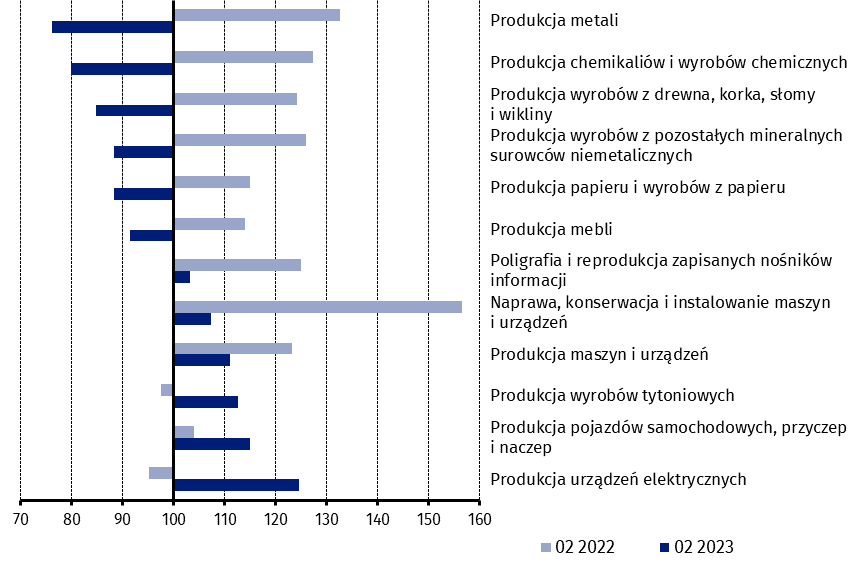 Produkcja metali
Produkcja chemikaliów i wyrobów chemicznych
Produkcja wyrobów z drewna, korka, słomy
i wikliny
Produkcja wyrobów z pozostałych mineralnych
surowców niemetalicznych
Produkcja papieru i wyrobów z papieru
Produkcja mebli
Poligrafia i reprodukcja zapisanych nośników
informacji
Naprawa, konserwacja i instalowanie maszyn
i urządzeń
Produkcja maszyn i urządzeń
Produkcja wyrobów tytoniowych
Produkcja pojazdów samochodowych, przyczep
i naczep
Produkcja urządzeń elektrycznych
70 80 90 100 110 120 130 140 150 160
02 2022 02 2023